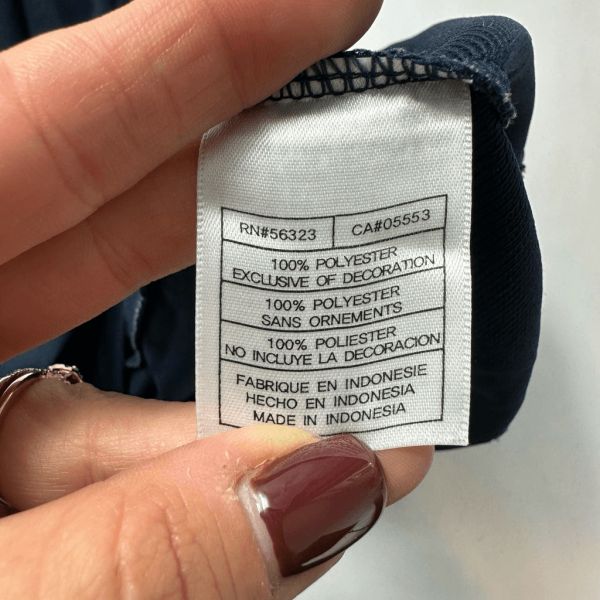 RN#56323 CA#05553
100% POLYESTER
EXCLUSIVE OF DECORATION
100% POLYESTER
SANS ORNEMENTS
100% POLIESTER
NO INCLUYE LA DECORACION
FABRIQUE EN INDONESIE
HECHO EN INDONESIA
MADE IN INDONESIA